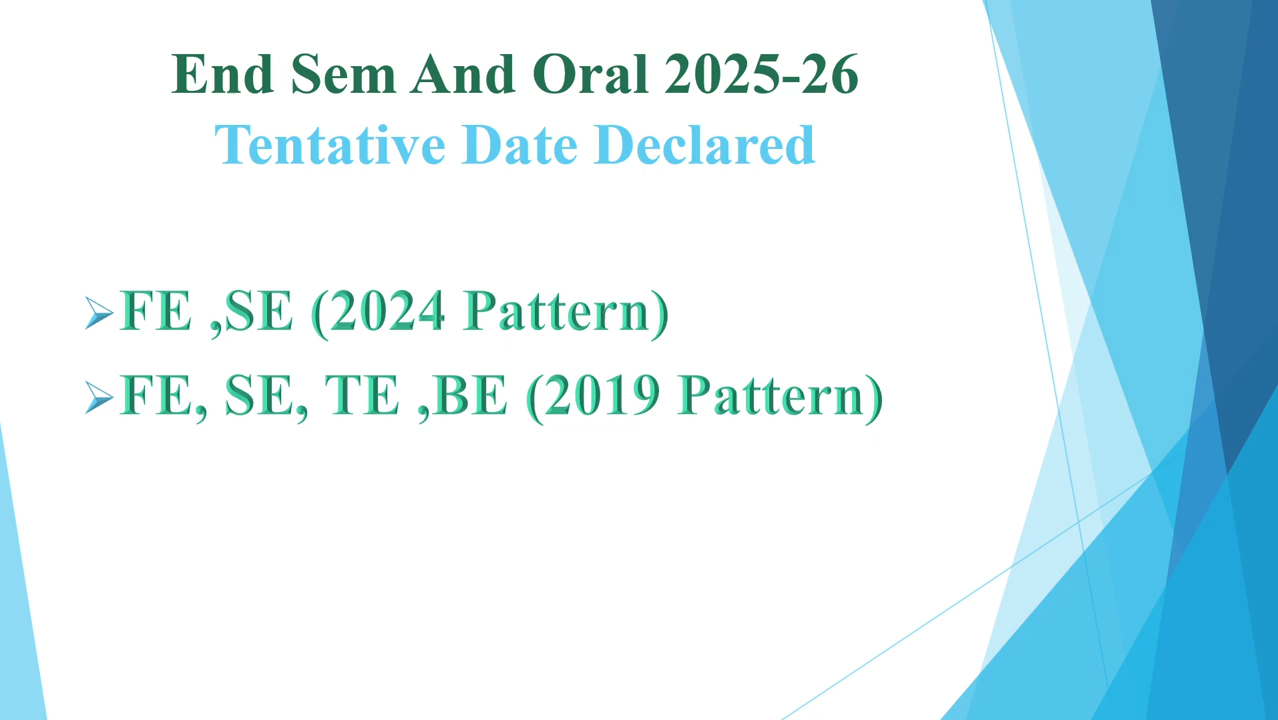 End Sem And Oral 2025-26
Tentative Date Declared
FE ,SE (2024 Pattern)
FE, SE, TE ,BE (2019 Pattern)